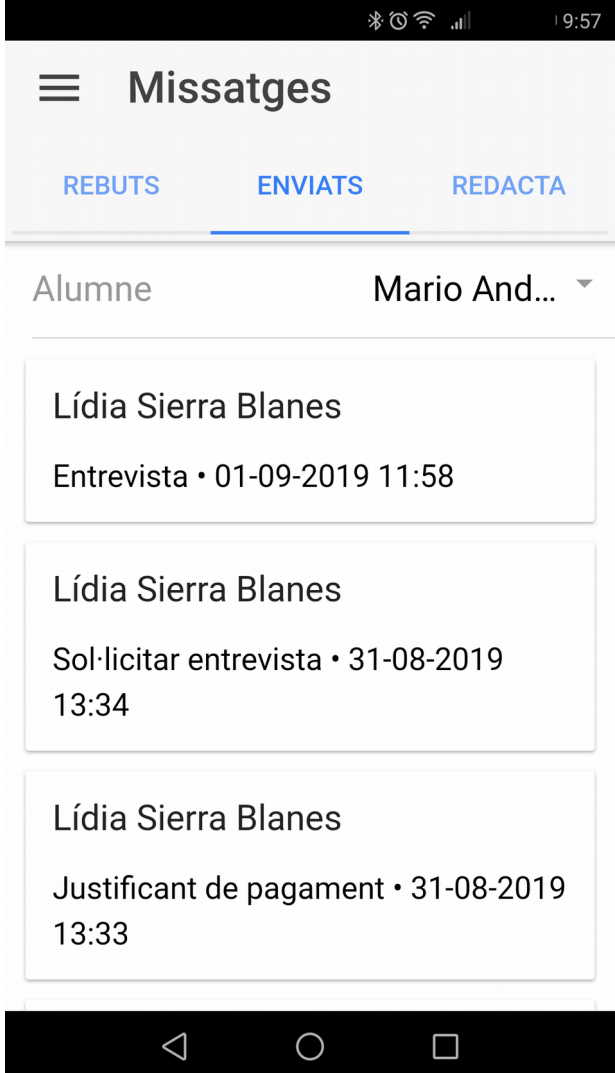 9:57
Missatges
REBUTS ENVIATS REDACTA
Alumne Mario And...
Lídia Sierra Blanes
Entrevista • 01-09-2019 11:58
Lídia Sierra Blanes
Sol·licitar entrevista • 31-08-2019
13:34
Lídia Sierra Blanes
Justificant de pagament • 31-08-2019
13:33